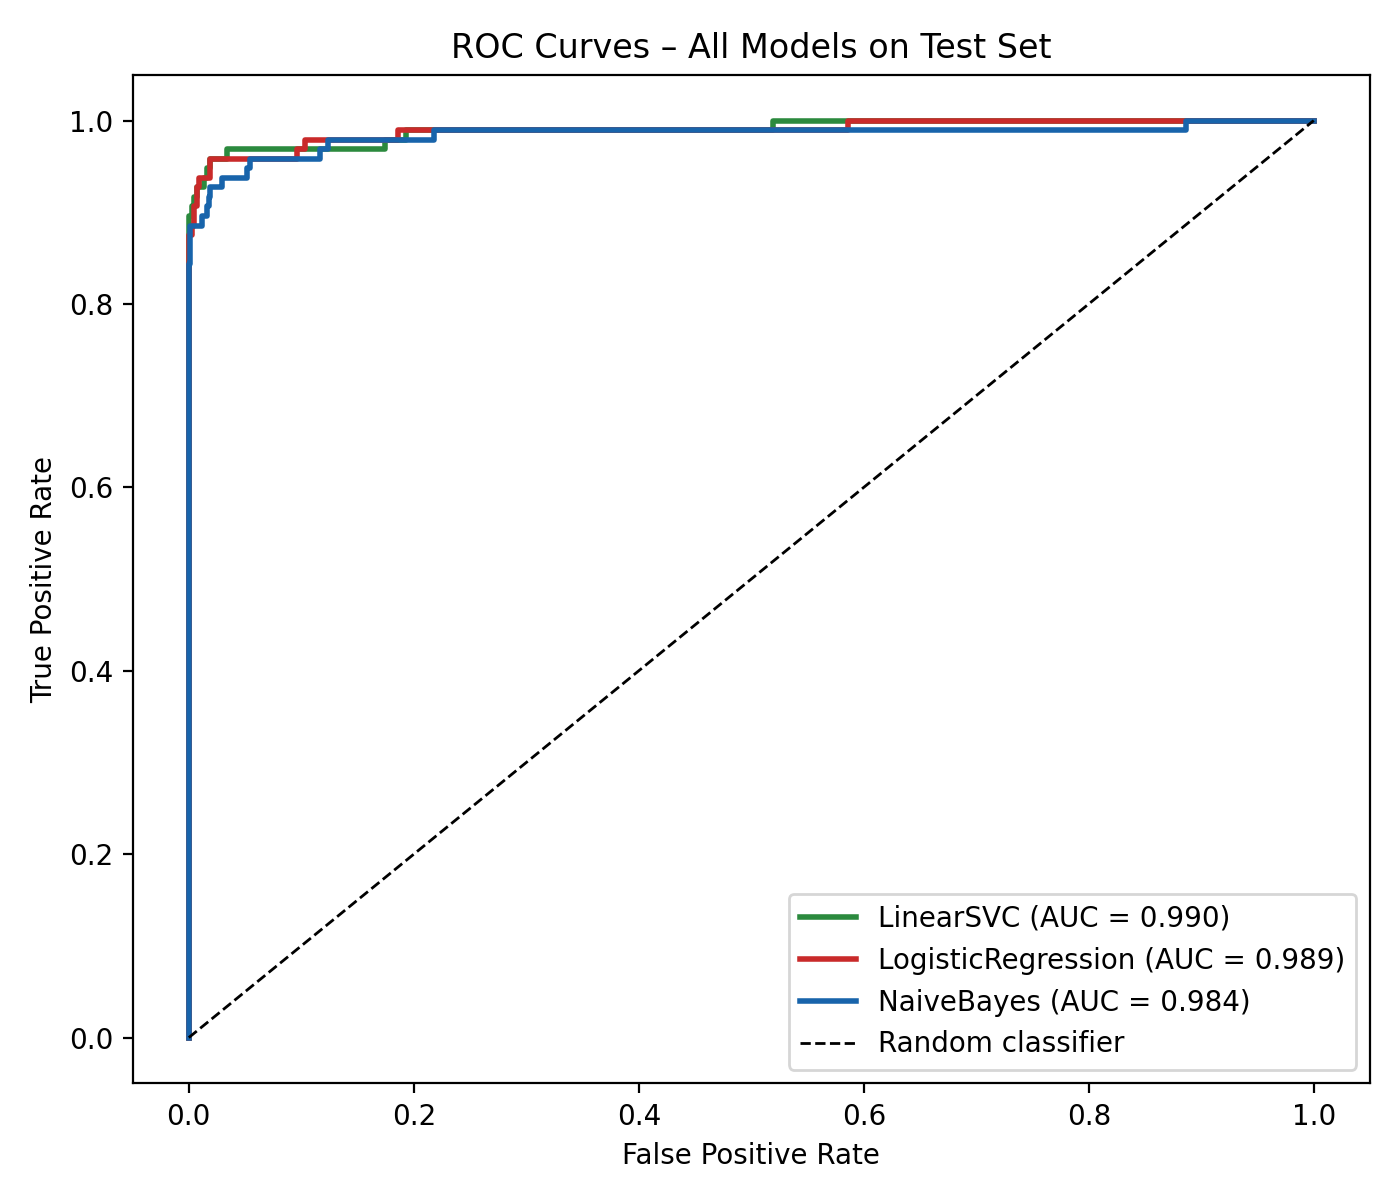 ROC Curves – All Models on Test Set
True Positive Rate
1.0
0.8
0.6
0.4
0.2
0.0
LinearSVC (AUC = 0.990)
LogisticRegression (AUC = 0.989)
NaiveBayes (AUC = 0.984)
Random classifier
0.0 0.2 0.4 0.6 0.8 1.0
False Positive Rate